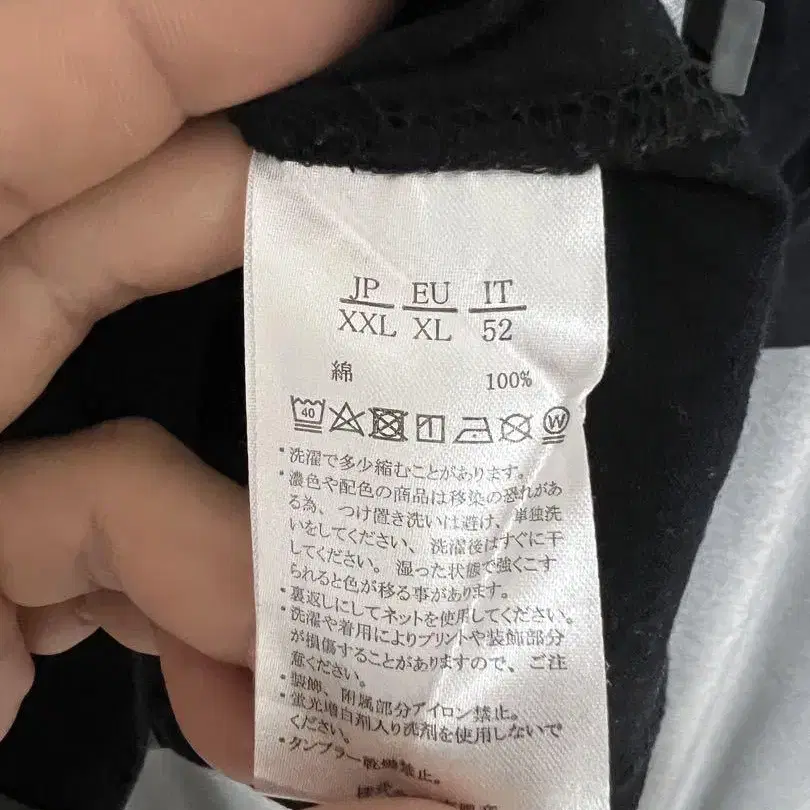 JP EU IT
XXL XL 52
綿 100%
40 W
・洗濯で多少縮むことがあります。
・濃色や配色の商品は移染の恐れがあ
る為、つけ置き洗いは避け、単独洗
いをしてください、洗濯後はすぐに干
してください。湿った状態で強くこす
られると色が移る事があります。
・裏返しにしてネットを使用してください。
・洗濯や着用によりプリントや装飾部分
が損傷することがありますので、ご注
意ください。
・装飾、附属部分アイロン禁止。
・蛍光増白剤入り洗剤を使用しないで
ください。
・タンブラー乾燥禁止。